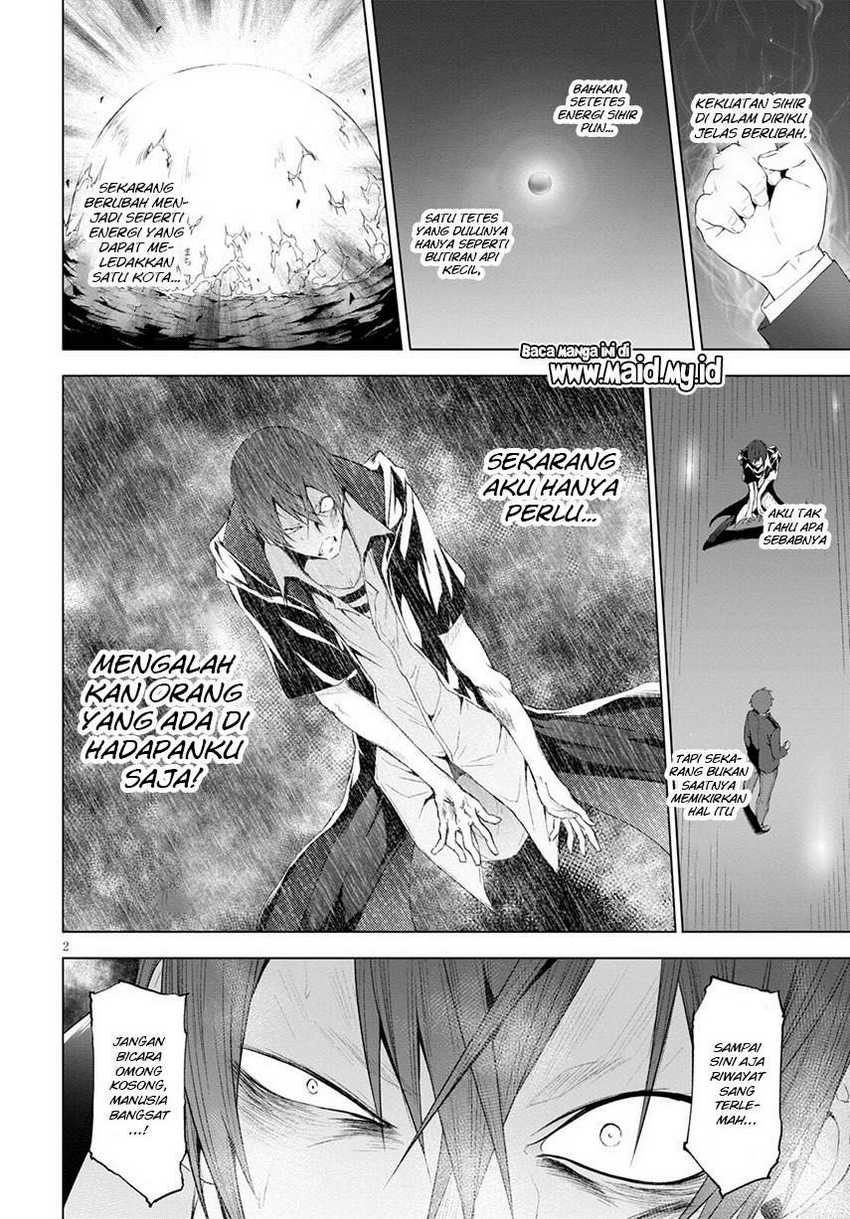 KEKUATAN SIHIR
DI DALAM DIRIKU
JELAS BERUBAH.
BAHKAN
SETETES
ENERGI SIHIR
PUN...
SATU TETES
YANG DULUNYA
HANYA SEPERTI
BUTIRAN API
KECIL,
SEKARANG
BERUBAH MEN-
JADI SEPERTI
ENERGI YANG
DAPAT ME-
LEDAKKAN
SATU KOTA...
Baca Manga ini di
www.Maid.My.id
AKU TAK
TAHU APA
SEBABNYA
TAPI SEKA-
RANG BUKAN
SAATNYA
MEMIKIRKAN
HAL ITU
SEKARANG
AKU HANYA
PERLU...
MENGALAH
KAN ORANG
YANG ADA DI
HADAPANKU
SAJA!
2
SAMPAI
SINI AJA
RIWAYAT
SANG
TERLE-
MAH...
JANGAN
BICARA
OMONG
KOSONG,
MANUSIA
BANGSAT
...!